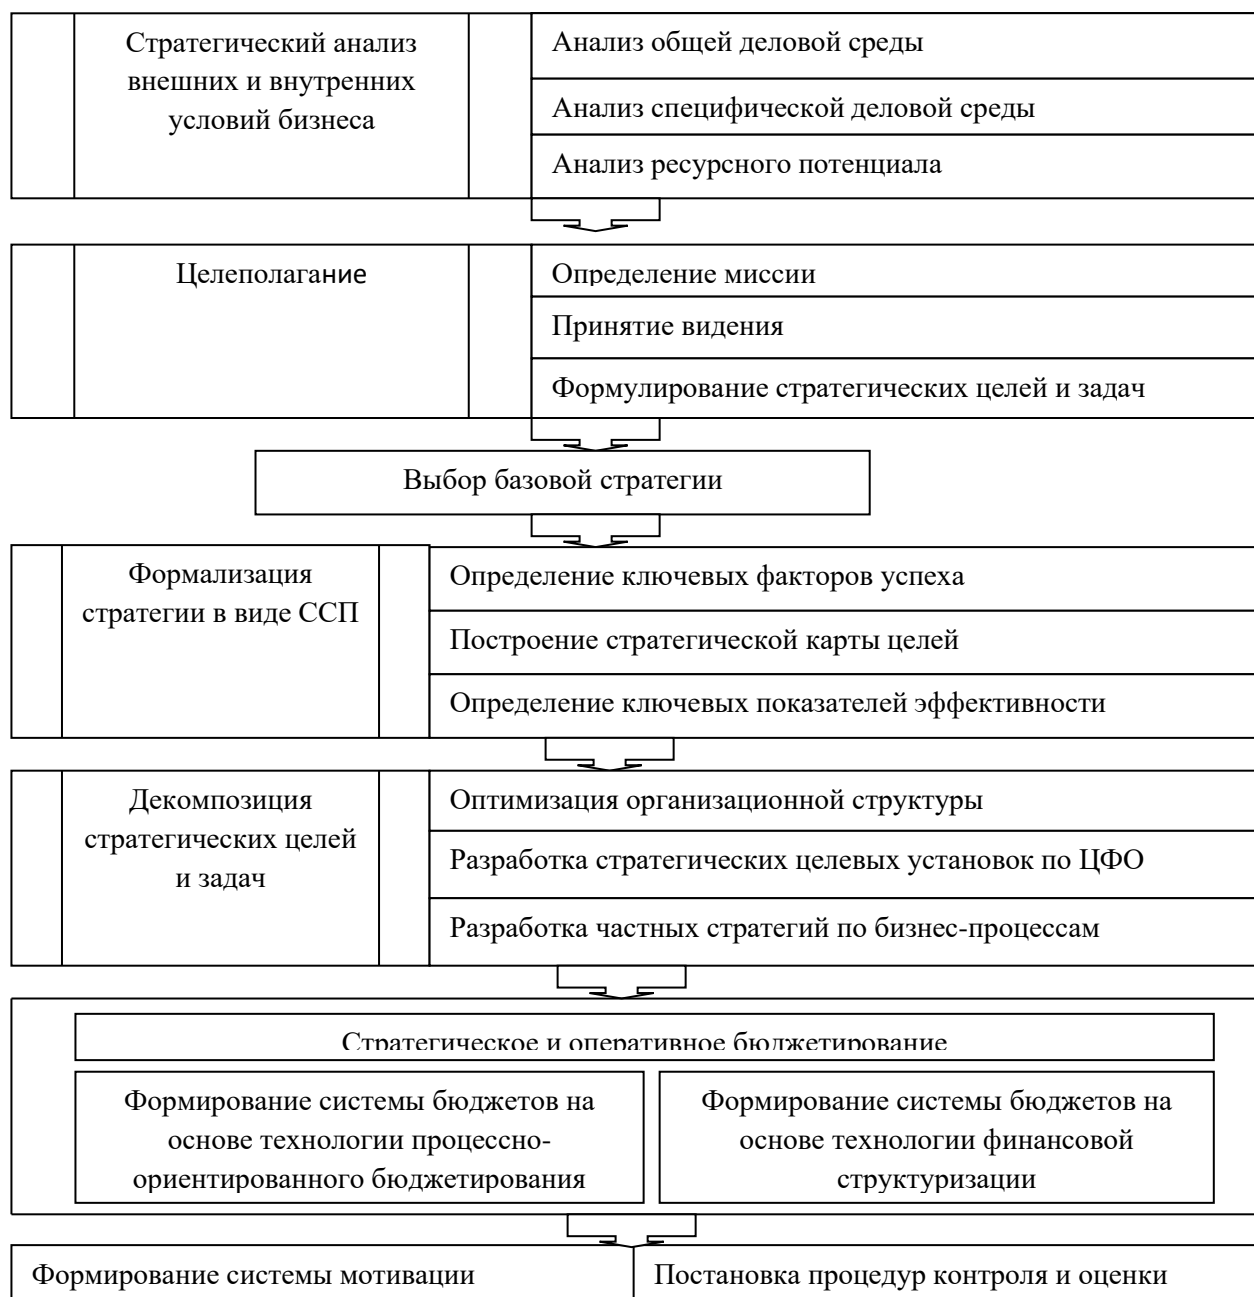 Стратегический анализ
внешних и внутренних
условий бизнеса
Анализ общей деловой среды
Анализ специфической деловой среды
Анализ ресурсного потенциала
Целеполагание
Определение миссии
Принятие видения
Формулирование стратегических целей и задач
Выбор базовой стратегии
Формализация
стратегии в виде ССП
Определение ключевых факторов успеха
Построение стратегической карты целей
Определение ключевых показателей эффективности
Декомпозиция
стратегических целей
и задач
Оптимизация организационной структуры
Разработка стратегических целевых установок по ЦФО
Разработка частных стратегий по бизнес-процессам
Стратегическое и оперативное бюджетирование
Формирование системы бюджетов на
основе технологии процессно-
ориентированного бюджетирования
Формирование системы бюджетов на
основе технологии финансовой
структуризации
Формирование системы мотивации
Постановка процедур контроля и оценки